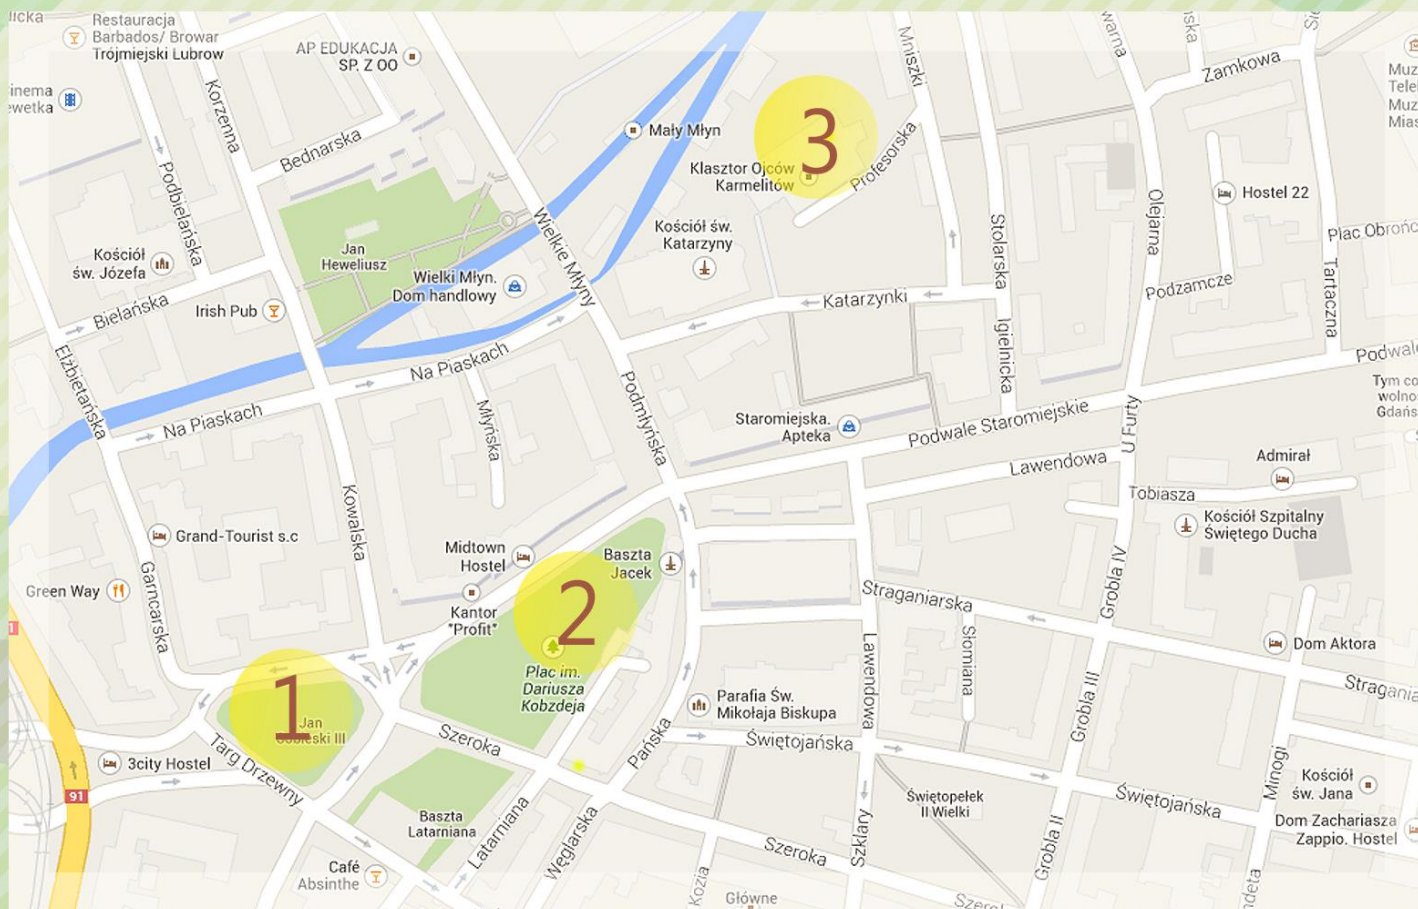 Restauracja
Barbados/ Browar
Trójmiejski Lubrow
AP EDUKACJA
SP. Z OO
Korzenna
Podbielańska
Bednarska
Kościół
św. Józefa
Bielańska
Irish Pub
Jan
Heweliusz
Wielki Młyn.
Dom handlowy
Mały Młyn
Wielkie Młyny
3
Klasztor Ojców
Karmelitów
Profesorska
Mniszki
Kościół św.
Katarzyny
Katarzynki
Stolarska
Igielnicka
Zamkowa
Olejarna
Hostel 22
Podzamcze
Tartaczna
Elżbietańska
Na Piaskach
Na Piaskach
Młyńska
Podmłyńska
Kowalska
Staromiejska.
Apteka
Podwale Staromiejskie
U Furty
Lawendowa
Admirał
Tobiasza
Kościół Szpitalny
Świętego Ducha
Grand-Tourist s.c
Green Way
Garncarska
Midtown
Hostel
Kantor
"Profit"
Baszta
Jacek
2
Plac im.
Dariusza
Kobzdeja
Straganiarska
Słomiana
Lawendowa
Grobla IV
Grobla III
Dom Aktora
1
Jan
Sobieski III
3city Hostel
91
Targ Drzewny
Szeroka
Pańska
Parafia Św.
Mikołaja Biskupa
Świętojańska
Świętojańska
Minogi
Kościół
św. Jana
Dom Zachariasza
Zappio. Hostel
Baszta
Latarniana
Latarniana
Węglarska
Café
Absinthe
Kozia
Główne
Szeroka
Szklary
Świętopełek
II Wielki
Grobla II